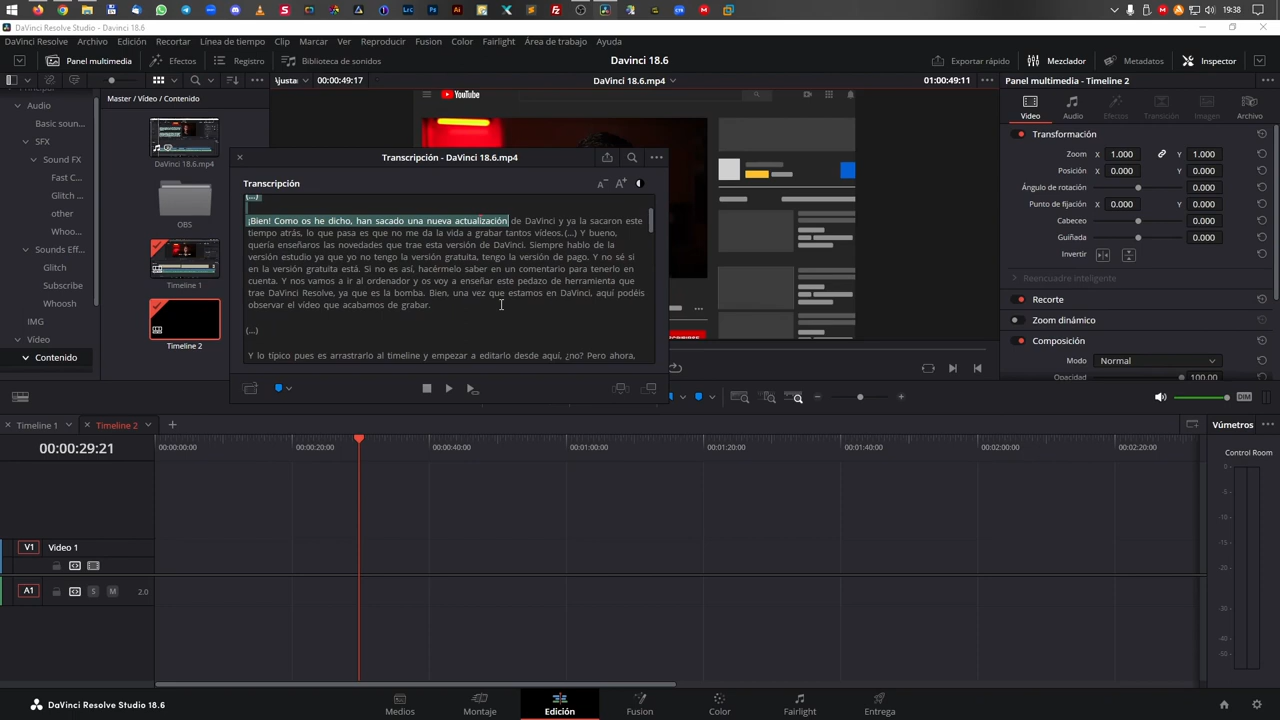 19:38
DaVinci Resolve Studio - Davinci 18.6
DaVinci Resolve Archivo Edición Recortar Línea de tiempo Clip Marcar Ver Reproducir Fusion Color Fairlight Área de trabajo Ayuda
Panel multimedia Efectos Registro Biblioteca de sonidos Davinci 18.6 Exportar rápido Mezclador Metadatos Inspector
Ajusta 00:00:49:17 DaVinci 18.6.mp4 01:00:49:11 Panel multimedia - Timeline 2
Audio
Basic soun...
SFX
Sound FX
Fast C...
Glitch ...
other
Whoo...
Sounds Eff...
Glitch
Subscribe
Whoosh
IMG
Vídeo
Contenido
Master / Vídeo / Contenido
DaVinci 18.6.mp4
OBS
Timeline 1
Timeline 2
YouTube
Transcripción - DaVinci 18.6.mp4
Transcripción
A- A+
(...)
¡Bien! Como os he dicho, han sacado una nueva actualización de DaVinci y ya la sacaron este
tiempo atrás, lo que pasa es que no me da la vida a grabar tantos vídeos.(...) Y bueno,
quería enseñaros las novedades que trae esta versión de DaVinci. Siempre hablo de la
versión estudio ya que yo no tengo la versión gratuita, tengo la versión de pago. Y no sé si
en la versión gratuita está. Si no es así, hacérmelo saber en un comentario para tenerlo en
cuenta. Y nos vamos a ir al ordenador y os voy a enseñar este pedazo de herramienta que
trae DaVinci Resolve, ya que es la bomba. Bien, una vez que estamos en DaVinci, aquí podéis
observar el video que acabamos de grabar.
(...)
Y lo típico pues es arrastrarlo al timeline y empezar a editarlo desde aquí, ¿no? Pero ahora,
Video Audio Efectos Transición Imagen Archivo
Transformación
Zoom X 1.000 Y 1.000
Posición X 0.000 Y 0.000
Ángulo de rotación 0.000
Punto de fijación X 0.000 Y 0.000
Cabeceo 0.000
Guiñada 0.000
Invertir
Reencuadre inteligente
Recorte
Zoom dinámico
Composición
Modo Normal
Opacidad 100.00
DIM
Timeline 1 Timeline 2
00:00:29:21
00:00:00:00 00:00:20:00 00:00:40:00 00:01:00:00 00:01:20:00 00:01:40:00 00:02:00:00 00:02:20:00
V1 Video 1
A1 S M 2.0
Vúmetros
Control Room
0
-5
-10
-15
-20
-30
-40
-50
DaVinci Resolve Studio 18.6
Medios Montaje Edición Fusion Color Fairlight Entrega